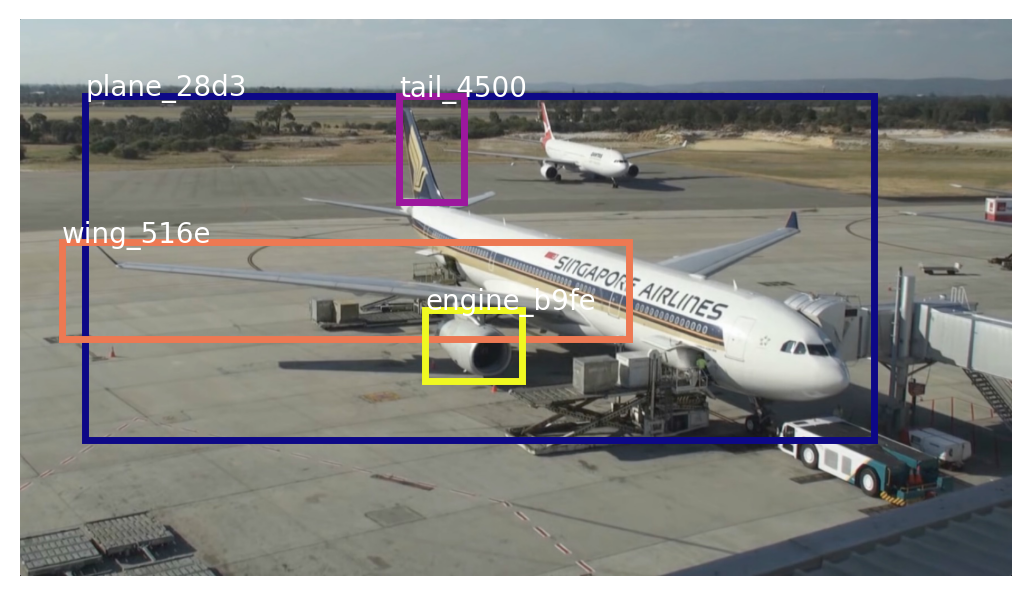 plane_28d3
tail_4500
wing_516e
SINGAPORE AIRLINES
engine_b9fe